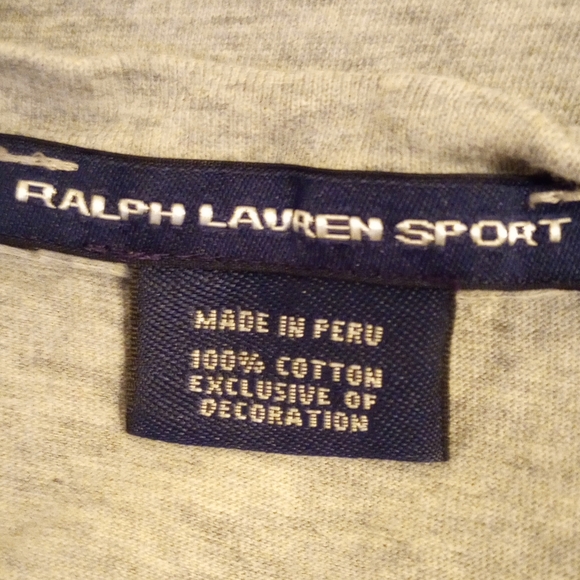 RALPH LAUREN SPORT
MADE IN PERU
100% COTTON
EXCLUSIVE OF
DECORATION